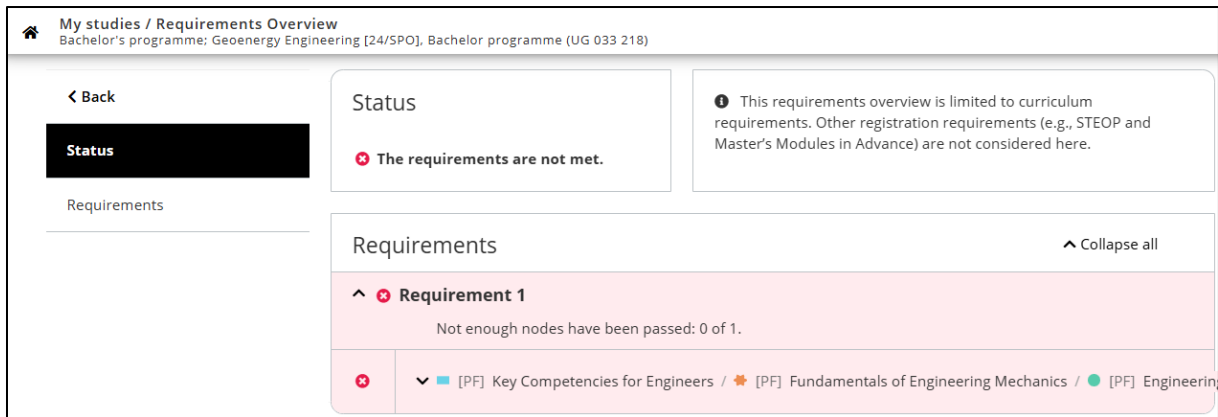 My studies / Requirements Overview
Bachelor's programme; Geoenergy Engineering [24/SPO], Bachelor programme (UG 033 218)
Back
Status
Requirements
Status
The requirements are not met.
This requirements overview is limited to curriculum
requirements. Other registration requirements (e.g., STEOP and
Master's Modules in Advance) are not considered here.
Requirements
Collapse all
Requirement 1
Not enough nodes have been passed: 0 of 1.
[PF] Key Competencies for Engineers / [PF] Fundamentals of Engineering Mechanics / [PF] Engineering